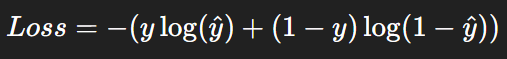 Loss = −(y log(ŷ) + (1 − y) log(1 − ŷ))